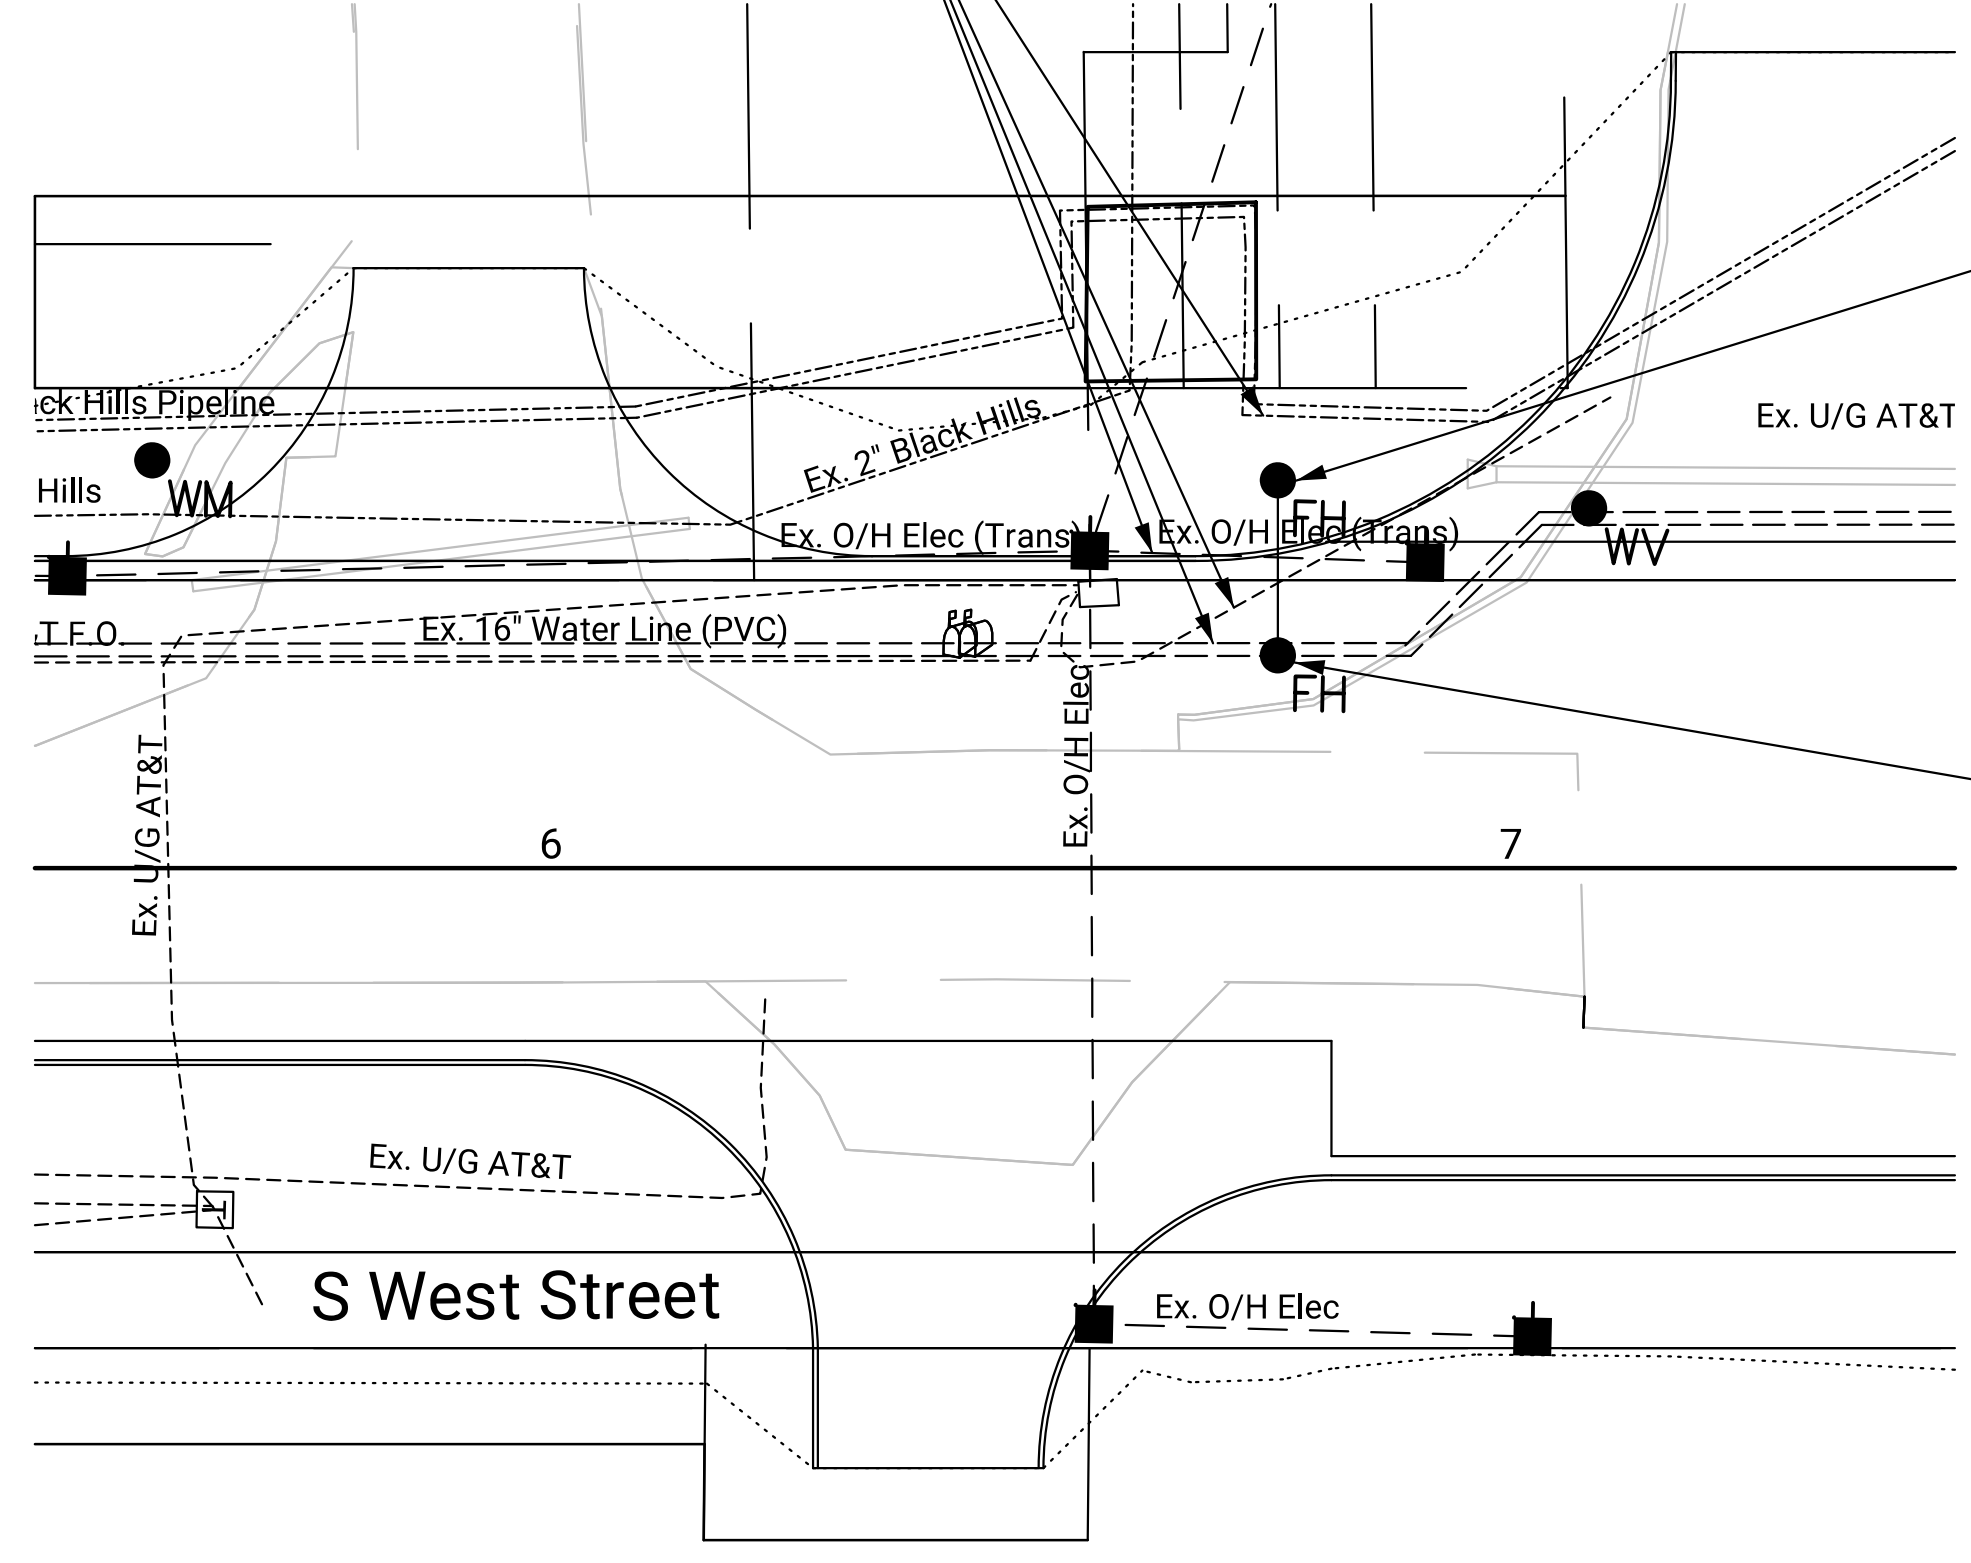 ck Hills Pipeline
Ex. U/G AT&T
Ex. 2" Black Hills
Hills
WM
FH
Ex. O/H Elec (Trans)
Ex. O/H Elec (Trans)
WV
T F.O.
Ex. 16" Water Line (PVC)
FH
Ex. O/H Elec
Ex. U/G AT&T
6
7
Ex. U/G AT&T
S West Street
Ex. O/H Elec